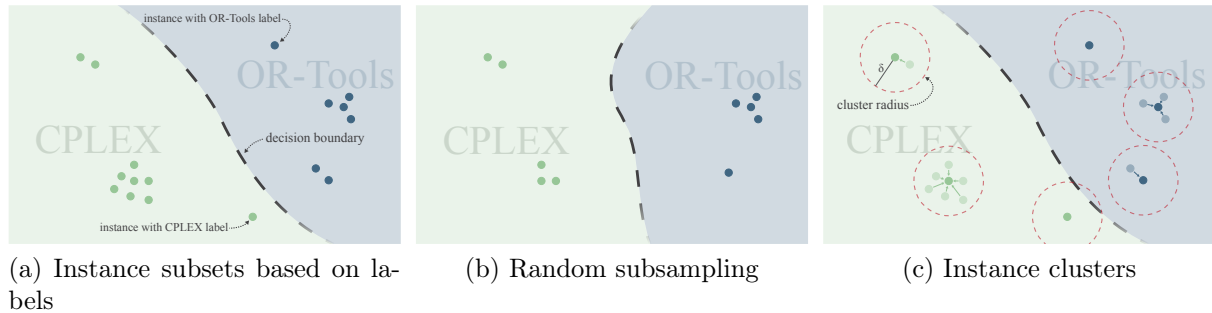 instance with OR-Tools label
OR-Tools
CPLEX
decision boundary
instance with CPLEX label
(a) Instance subsets based on la-
bels
OR-Tools
CPLEX
(b) Random subsampling
δ
cluster radius
OR-Tools
CPLEX
(c) Instance clusters